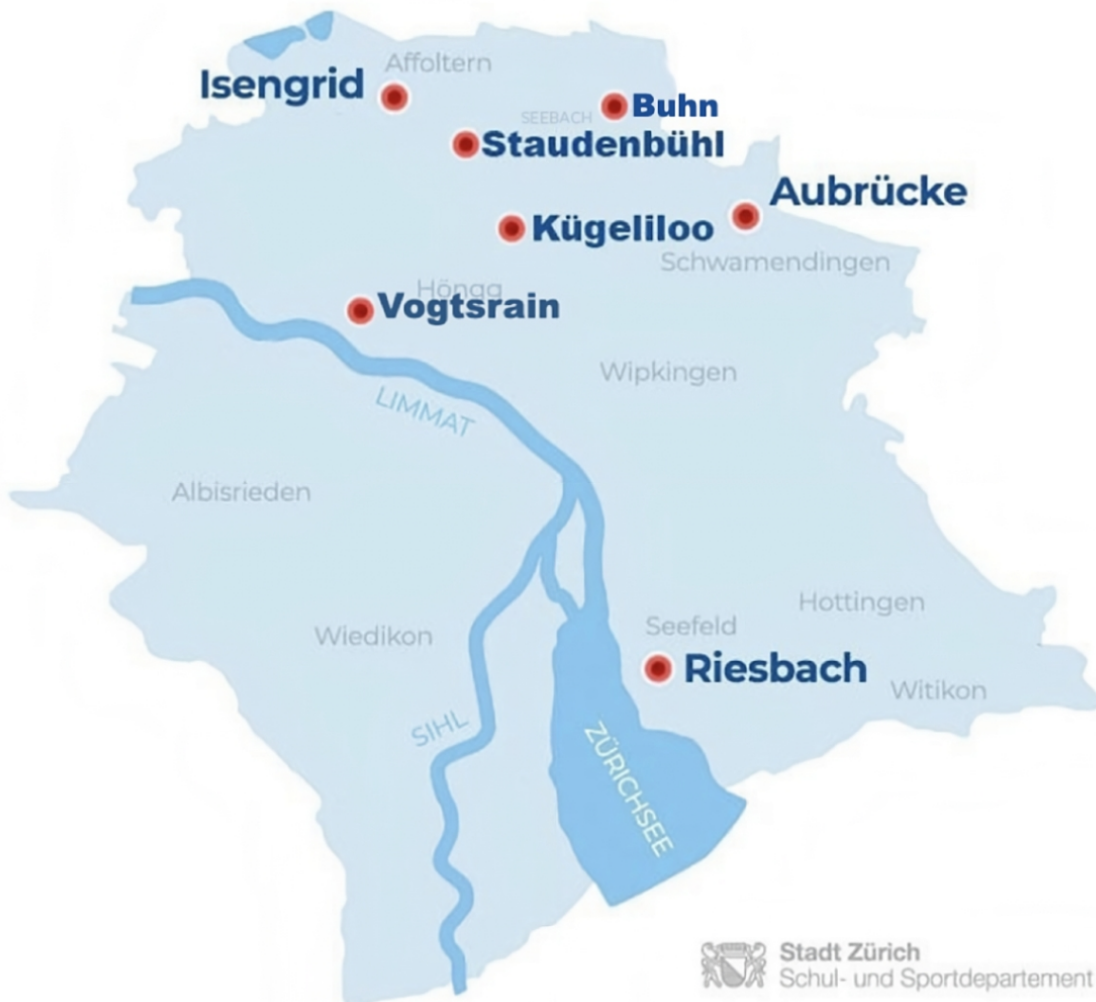 Affoltern
Isengrid
Buhn
SEEBACH
Staudenbühl
Aubrücke
Kügeliloo
Schwamendingen
Höngg
Vogtsrain
Wipkingen
LIMMAT
Albisrieden
Hottingen
Seefeld
Wiedikon
Riesbach
Witikon
SIHL
ZÜRICHSEE
Stadt Zürich
Schul- und Sportdepartement